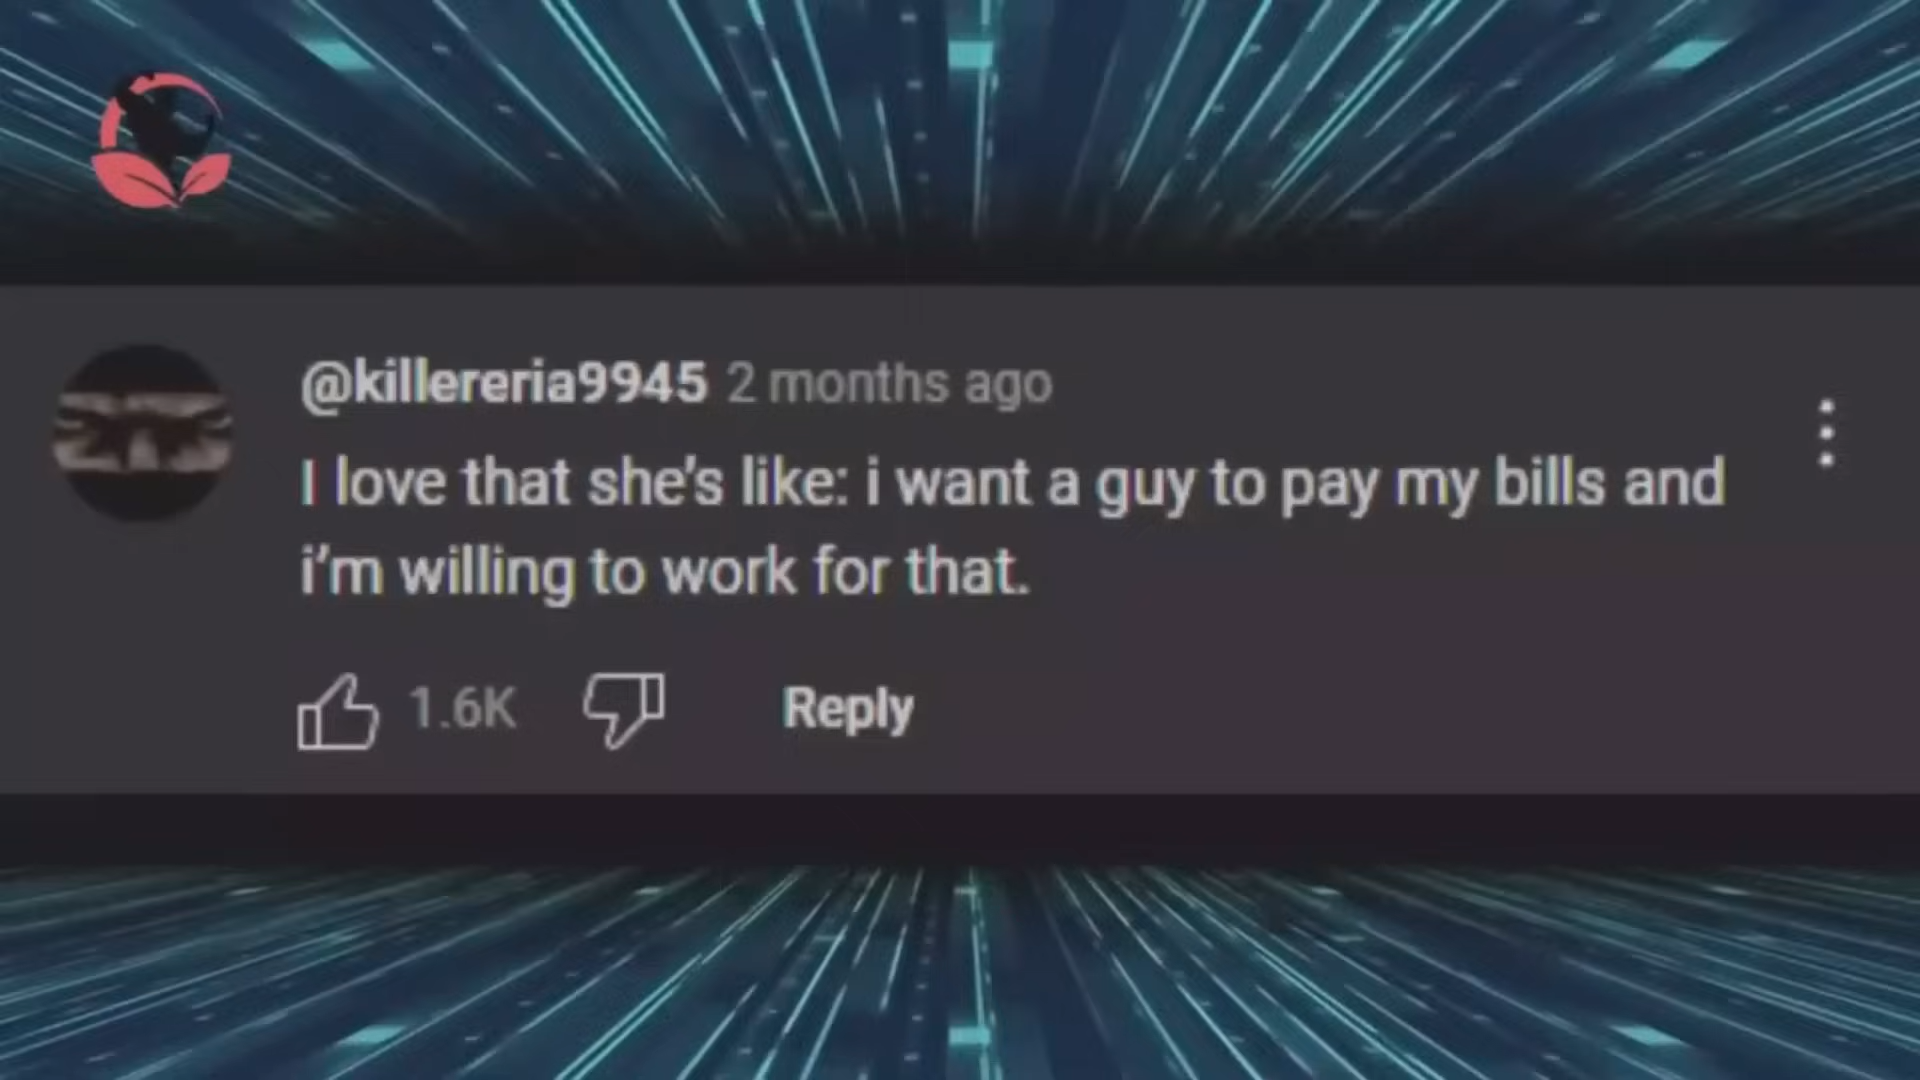 @killereria9945 2 months ago
I love that she's like: i want a guy to pay my bills and
i'm willing to work for that.
1.6K Reply